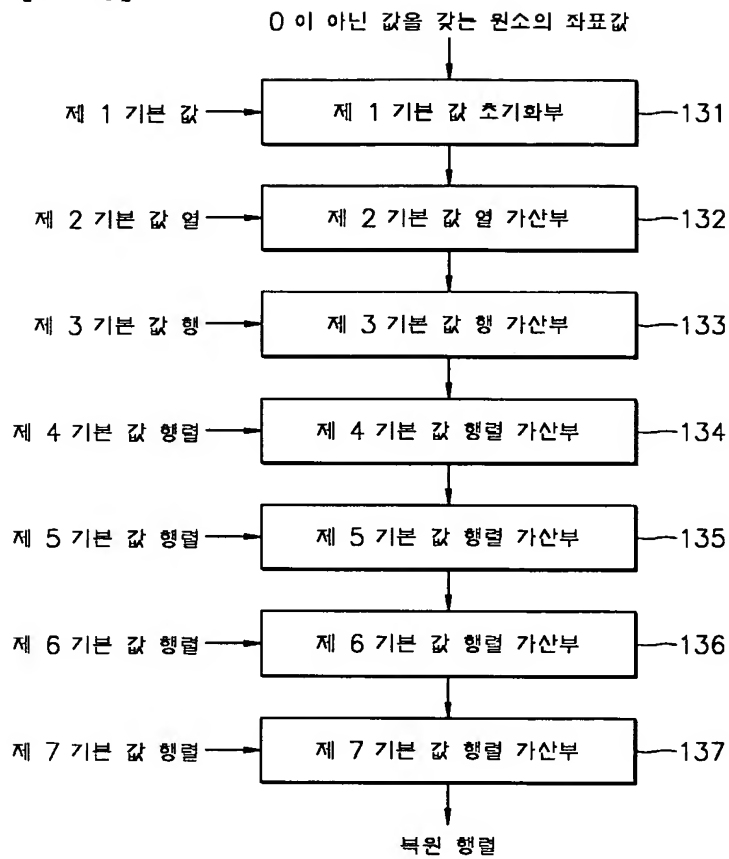 0 이 아닌 값을 갖는 원소의 좌표값
제 1 기본 값
제 1 기본 값 초기화부
131
제 2 기본 값 열
제 2 기본 값 열 가산부
132
제 3 기본 값 행
제 3 기본 값 행 가산부
133
제 4 기본 값 행렬
제 4 기본 값 행렬 가산부
134
제 5 기본 값 행렬
제 5 기본 값 행렬 가산부
135
제 6 기본 값 행렬
제 6 기본 값 행렬 가산부
136
제 7 기본 값 행렬
제 7 기본 값 행렬 가산부
137
복원 행렬